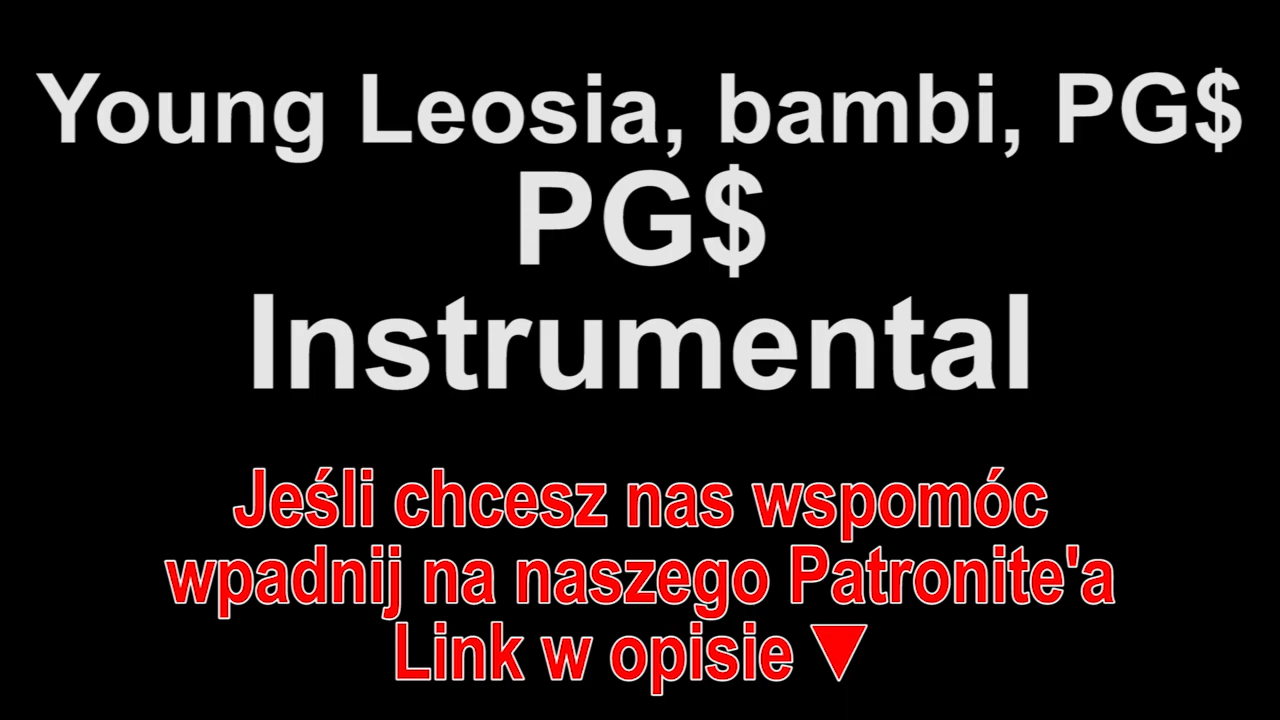 Young Leosia, bambi, PG$
PG$
Instrumental
Jeśli chcesz nas wspomóc
wpadnij na naszego Patronite'a
Link w opisie ▼